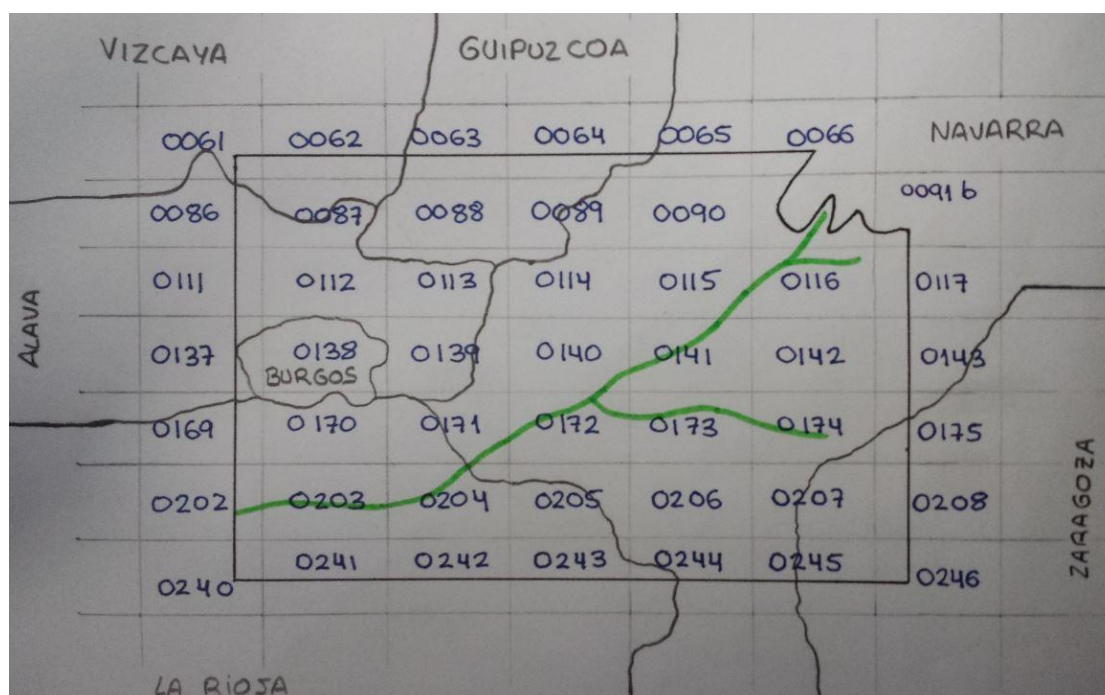 VIZCAYA GUIPUZCOA
NAVARRA
0061 0062 0063 0064 0065 0066
0091 b
0086 0087 0088 0089 0090
0111 0112 0113 0114 0115 0116 0117
ALAVA
0137 0138 0139 0140 0141 0142 0143
BURGOS
0169 0170 0171 0172 0173 0174 0175
0202 0203 0204 0205 0206 0207 0208
ZARAGOZA
0240 0241 0242 0243 0244 0245 0246
LA RIOJA